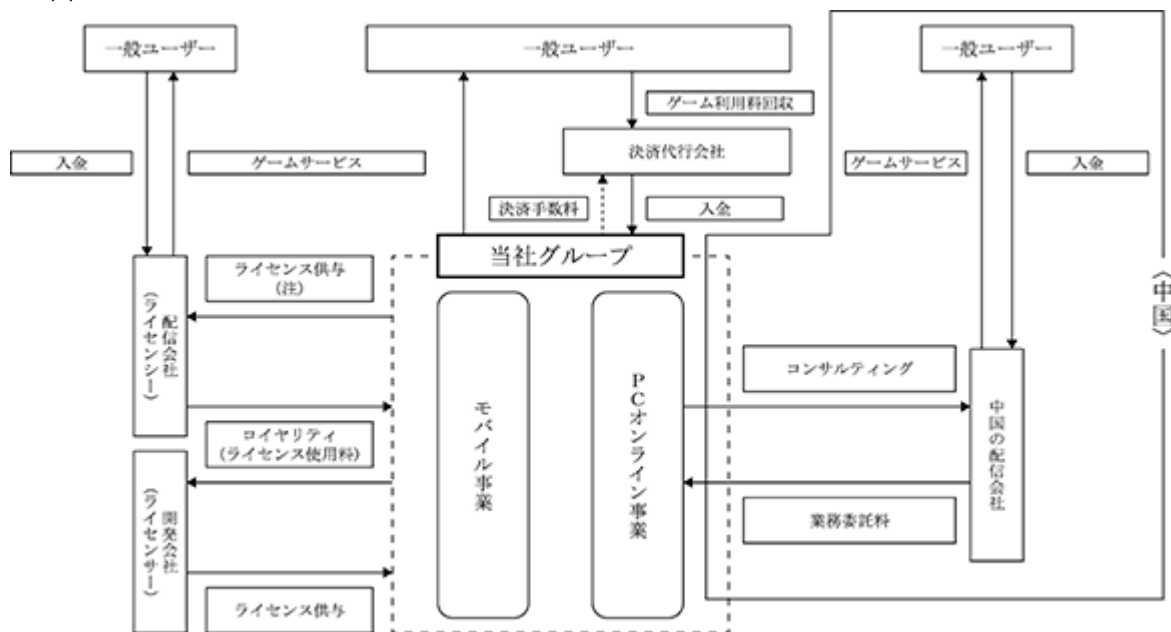 一般ユーザー
一般ユーザー
一般ユーザー
ゲーム利用料回収
決済代行会社
入金
ゲームサービス
ゲームサービス
入金
決済手数料
入金
当社グループ
ライセンス供与
(注)
配信会社
(ライセンシー)
〈中国〉
コンサルティング
モバイル事業
PCオンライン事業
中国の配信会社
ロイヤリティ
(ライセンス使用料)
開発会社
(ライセンサー)
業務委託料
ライセンス供与